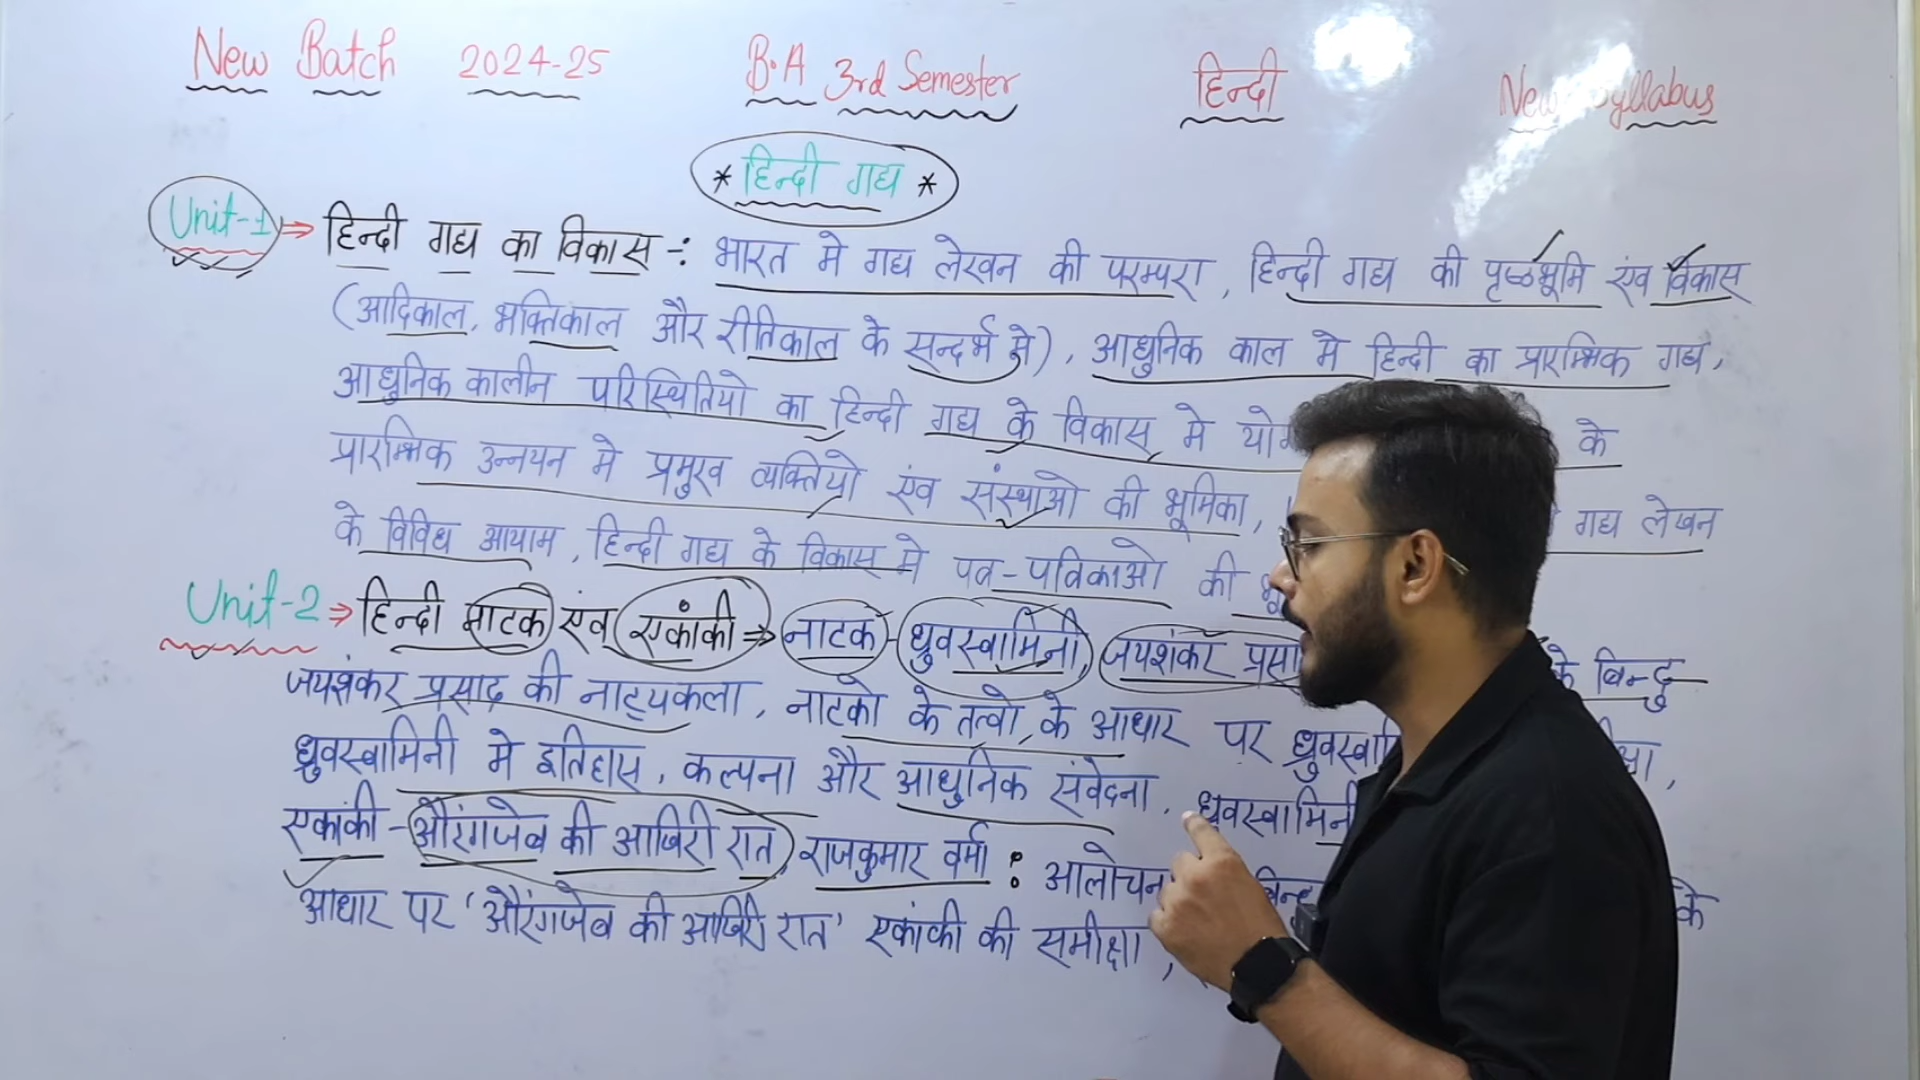 New Batch 2024-25 B.A 3rd Semester हिन्दी New Syllabus
* हिन्दी गद्य *
Unit-1 ⇒ हिन्दी गद्य का विकास -: भारत मे गद्य लेखन की परम्परा, हिन्दी गद्य की पृष्ठभूमि एंव विकास
(आदिकाल, भक्तिकाल और रीतिकाल के सन्दर्भ मे), आधुनिक काल मे हिन्दी का प्रारम्भिक गद्य,
आधुनिक कालीन परिस्थितियो का हिन्दी गद्य के विकास मे के
प्रारम्भिक उन्नयन मे प्रमुख व्यक्तियो एंव संस्थाओ की भूमिका, गद्य लेखन
के विविध आयाम, हिन्दी गद्य के विकास मे पत्र-पत्रिकाओ की
Unit-2 ⇒ हिन्दी नाटक एंव एकांकी ⇒ नाटक - ध्रुवस्वामिनी, जयशंकर के बिन्दु
जयशंकर प्रसाद की नाट्यकला, नाटको के तत्वो के आधार पर
ध्रुवस्वामिनी मे इतिहास, कल्पना और आधुनिक संवेदना, ध्रुवस्वामिनी
एकांकी - औरंगजेब की आखिरी रात, राजकुमार वर्मा : के
आधार पर 'औरंगजेब की आखिरी रात' एकांकी की समीक्षा,